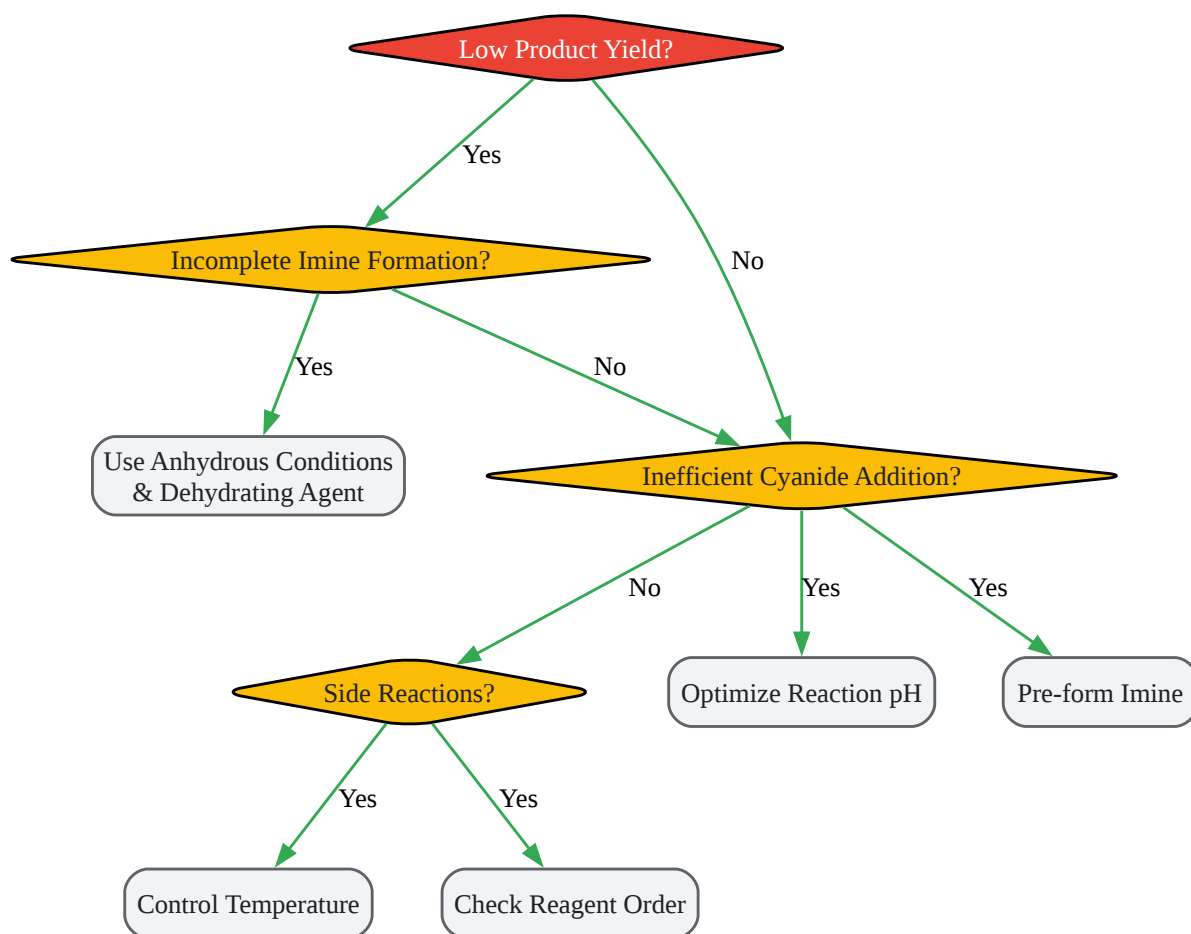 Low Product Yield?
Yes
Incomplete Imine Formation?
No
Yes
No
Use Anhydrous Conditions
& Dehydrating Agent
Inefficient Cyanide Addition?
No
Yes
Yes
Side Reactions?
Optimize Reaction pH
Pre-form Imine
Yes
Yes
Control Temperature
Check Reagent Order